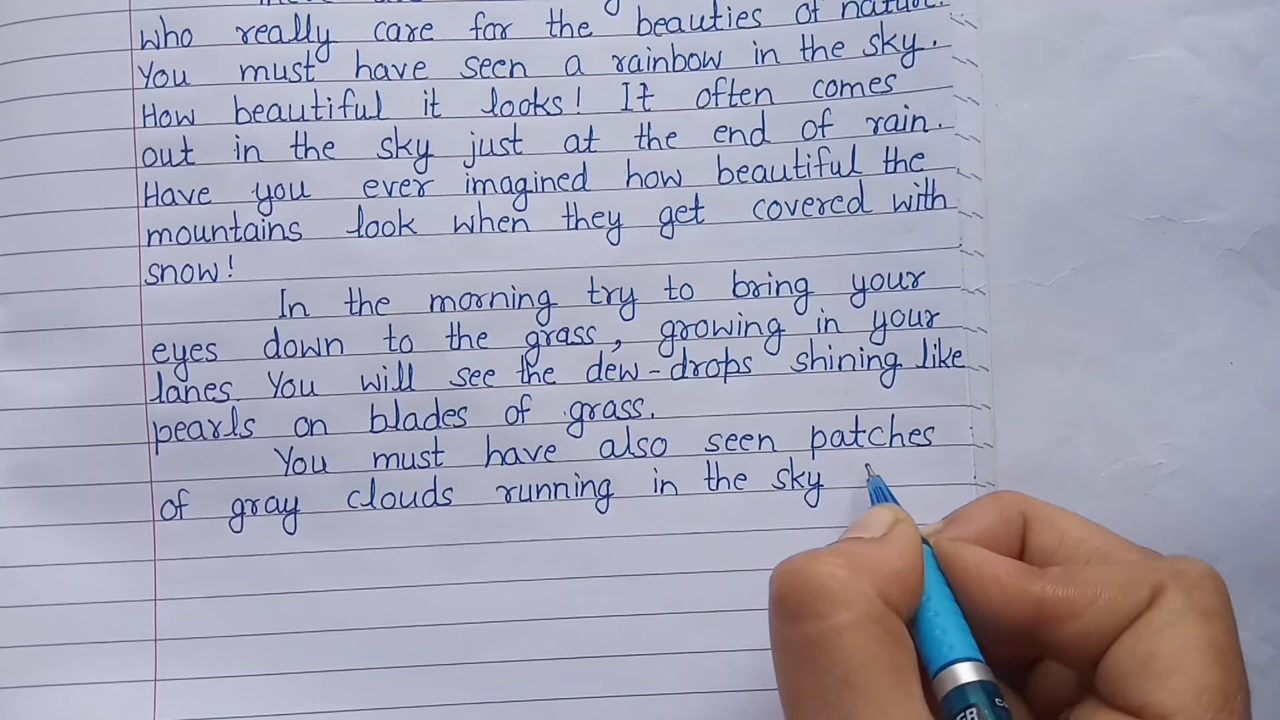 who really care for the beauties of nature.
You must have seen a rainbow in the sky.
How beautiful it looks! It often comes
out in the sky just at the end of rain.
Have you ever imagined how beautiful the
mountains look when they get covered with
snow!
In the morning try to bring your
eyes down to the grass, growing in your
lanes. You will see the dew-drops shining like
pearls on blades of grass.
You must have also seen patches
of gray clouds running in the sky